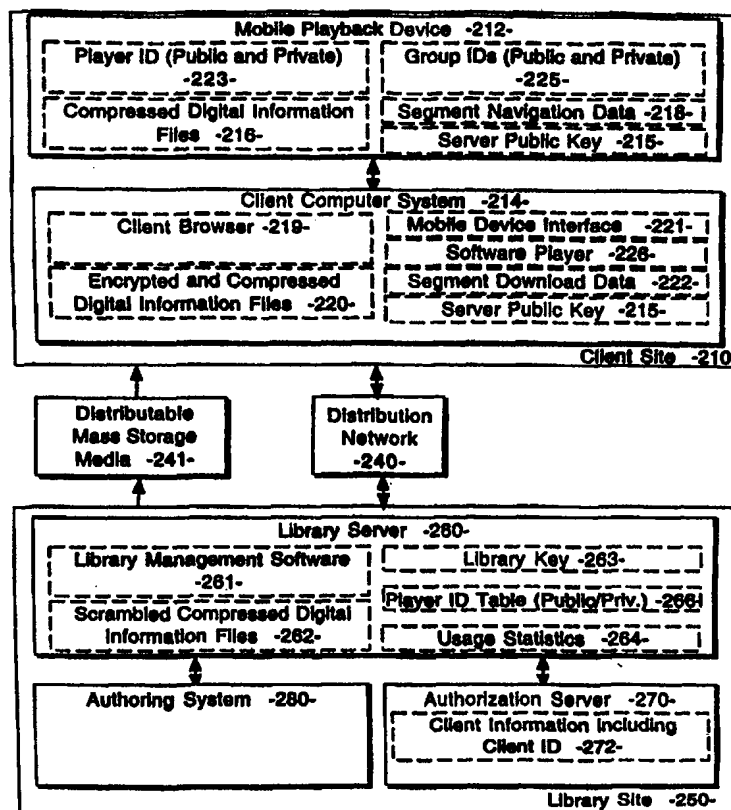 Mobile Playback Device -212-
Player ID (Public and Private)
-223-
Group IDs (Public and Private)
-225-
Compressed Digital Information
Files -216-
Segment Navigation Data -218-
Server Public Key -215-
Client Computer System -214-
Client Browser -219-
Mobile Device Interface -221-
Software Player -226-
Encrypted and Compressed
Digital Information Files -220-
Segment Download Data -222-
Server Public Key -215-
Client Site -210
Distributable
Mass Storage
Media -241-
Distribution
Network
-240-
Library Server -260-
Library Management Software
-261-
Library Key -263-
Player ID Table (Public/Priv.) -266-
Scrambled Compressed Digital
Information Files -262-
Usage Statistics -264-
Authoring System -280-
Authorization Server -270-
Client Information Including
Client ID -272-
Library Site -250-